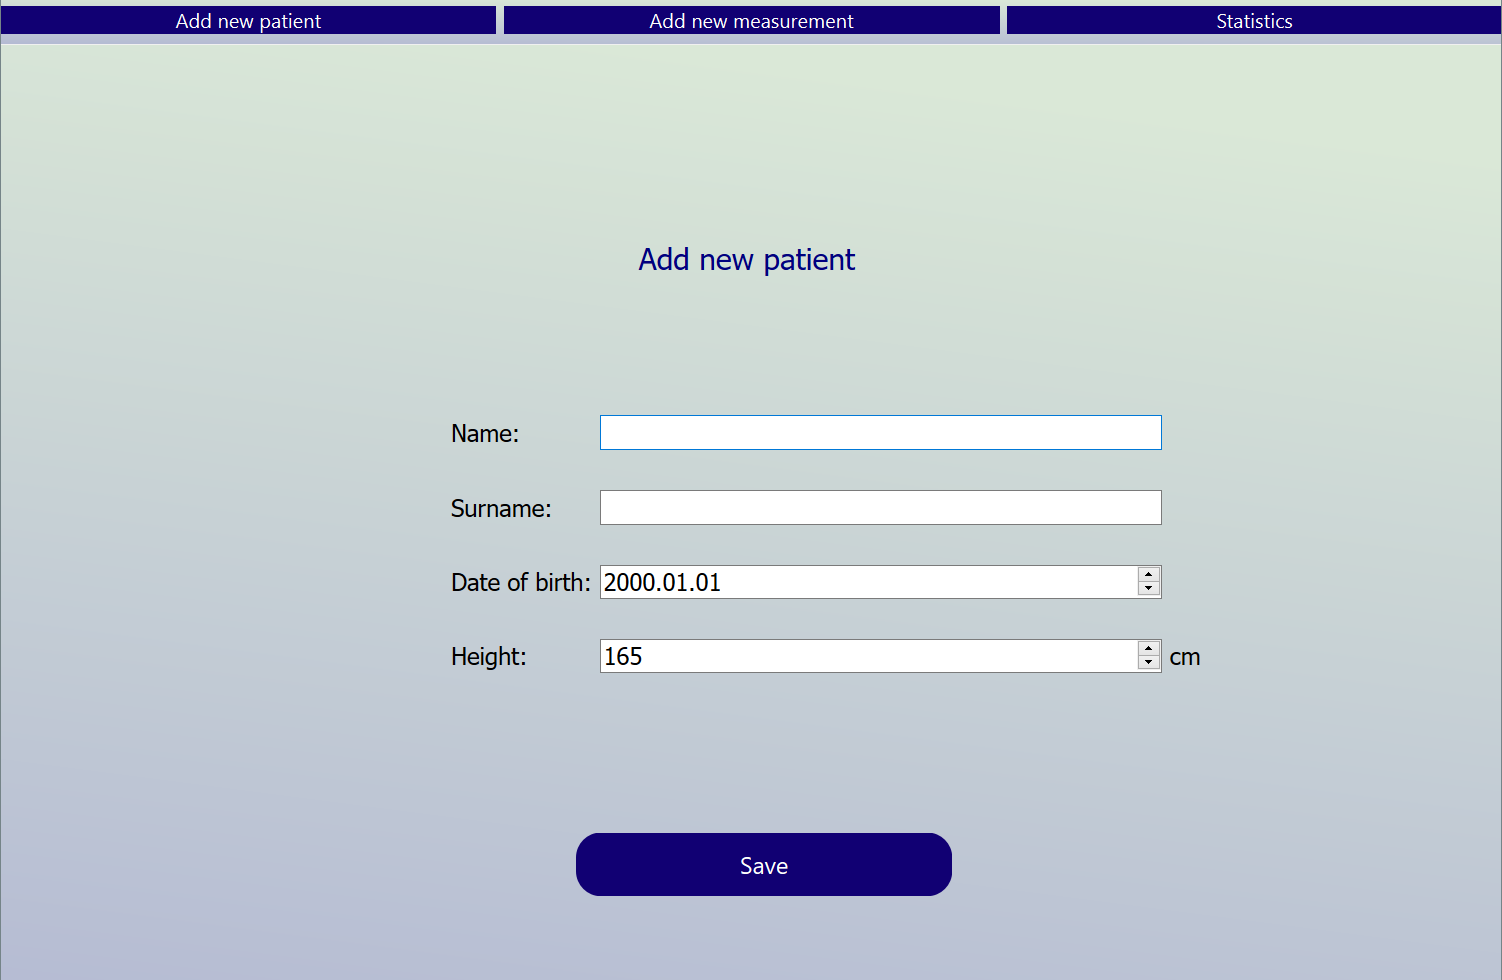 Add new patient
Add new measurement
Statistics
Add new patient
Name:
Surname:
Date of birth: 2000.01.01
Height: 165 cm
Save